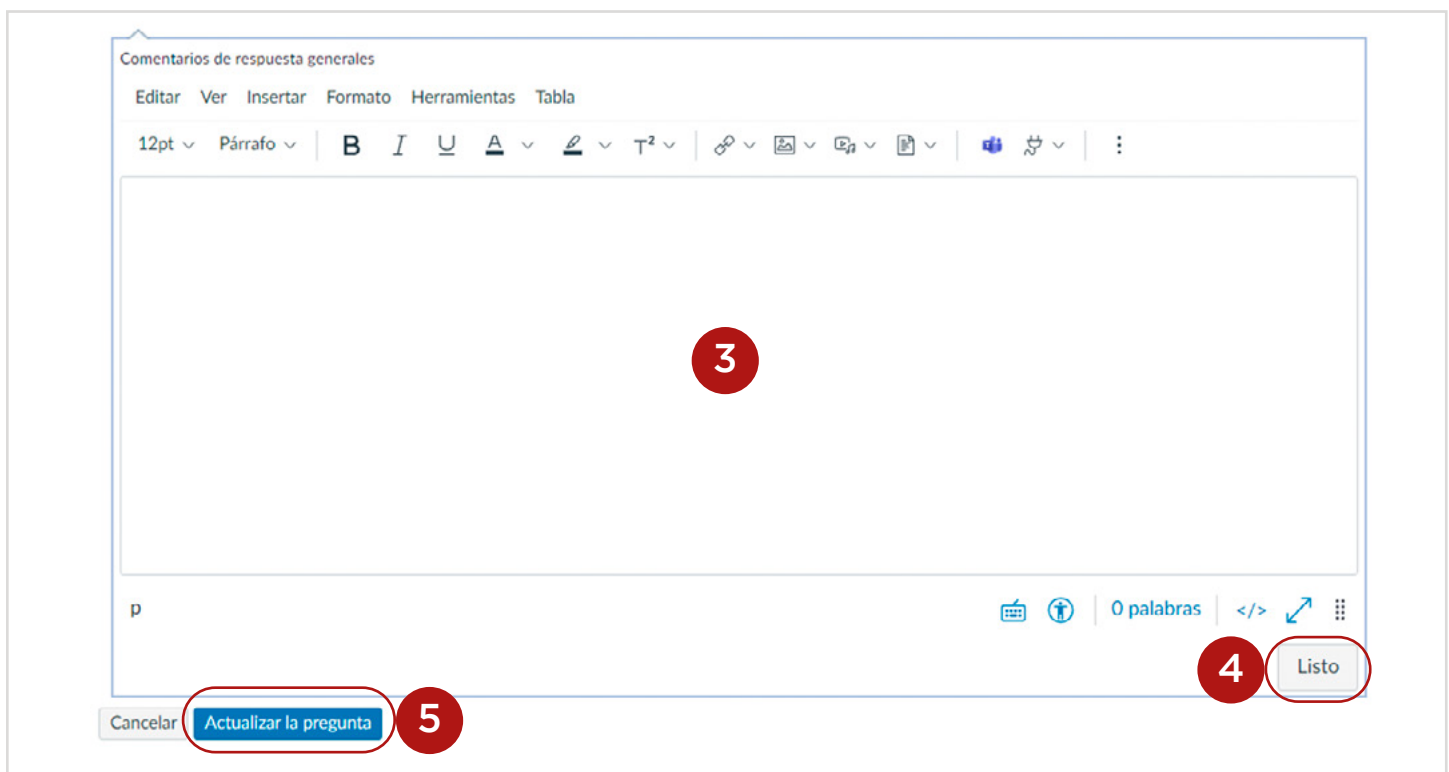 Comentarios de respuesta generales
Editar Ver Insertar Formato Herramientas Tabla
12pt Párrafo B I U A T²
3
p 0 palabras </>
4 Listo
Cancelar Actualizar la pregunta 5